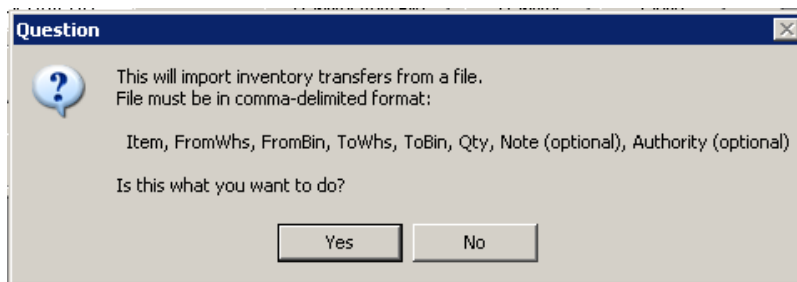 Question
This will import inventory transfers from a file.
File must be in comma-delimited format:
Item, FromWhs, FromBin, ToWhs, ToBin, Qty, Note (optional), Authority (optional)
Is this what you want to do?
Yes
No